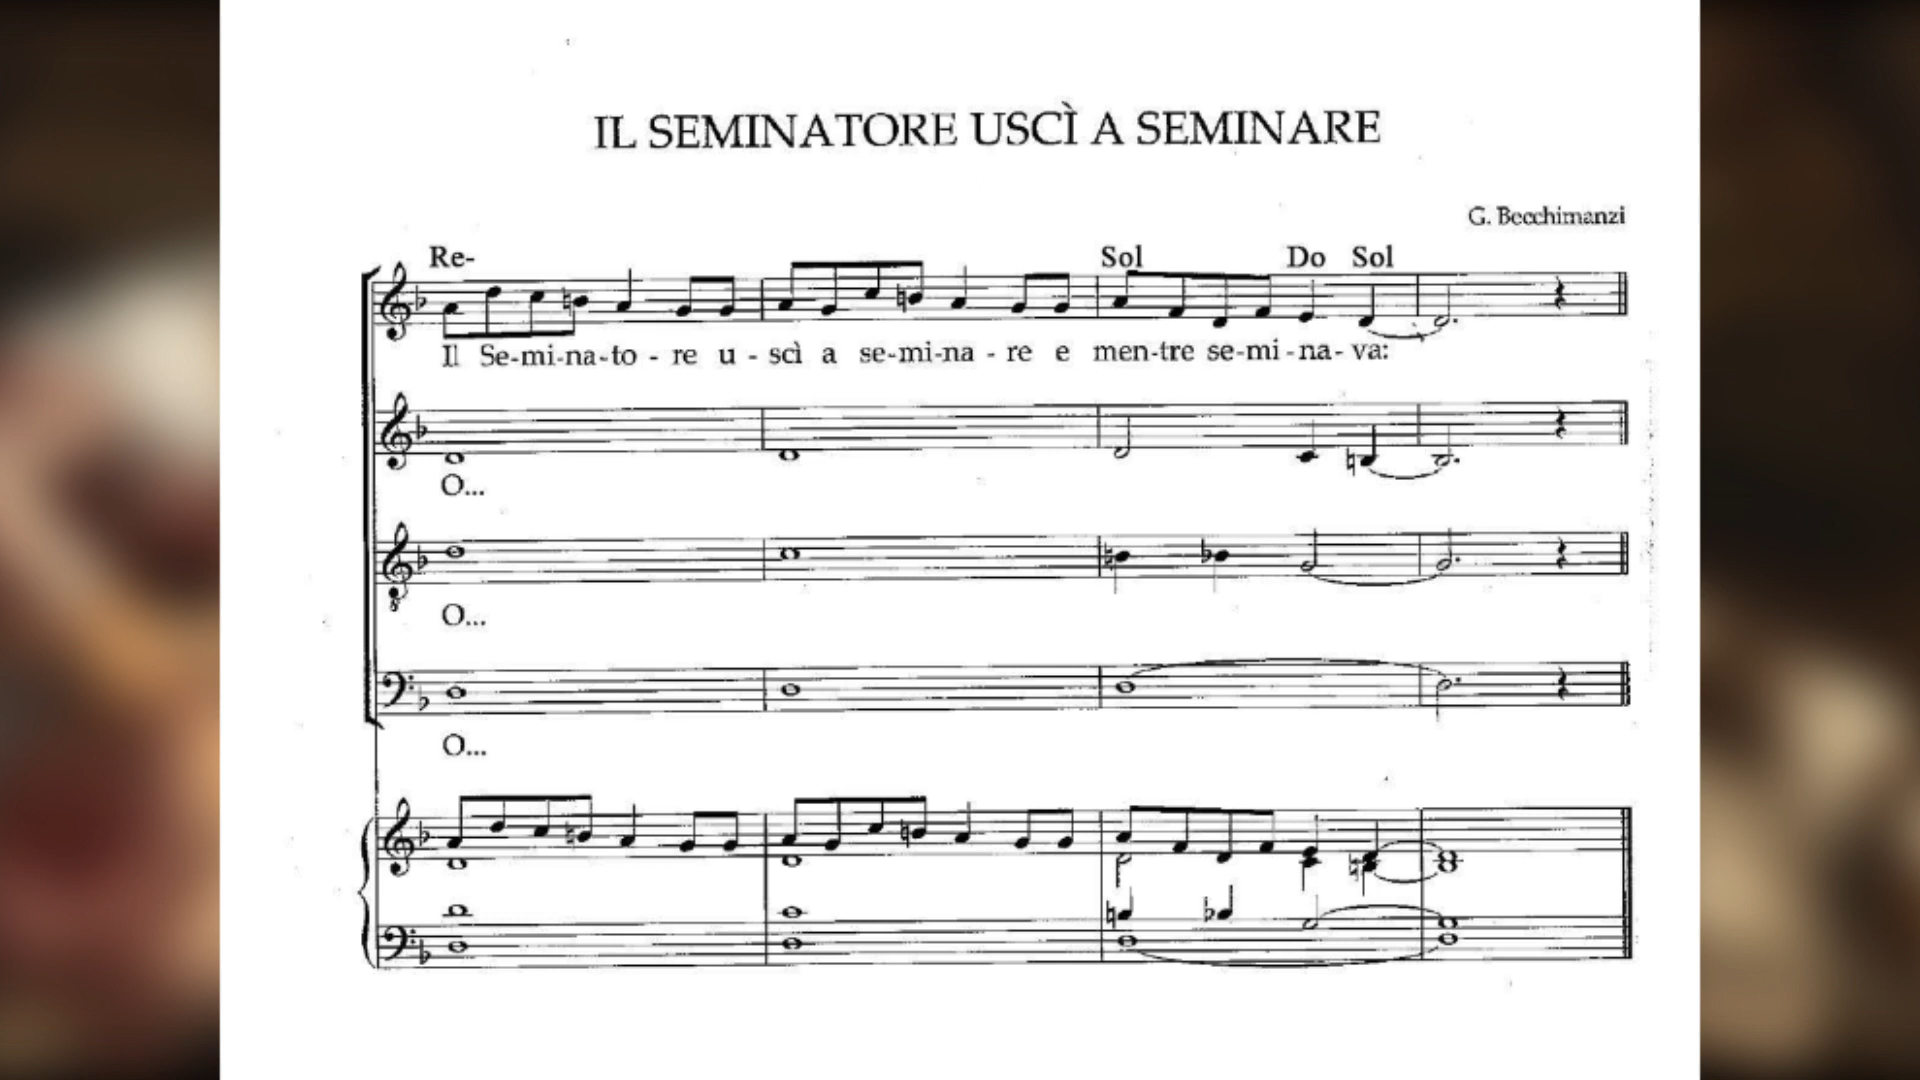 IL SEMINATORE USCÌ A SEMINARE
G. Becchimanzi
Re- Sol Do Sol
Il Se-mi-na-to-re u-scì a se-mi-na-re e men-tre se-mi-na-va:
O...
8
O...
O...